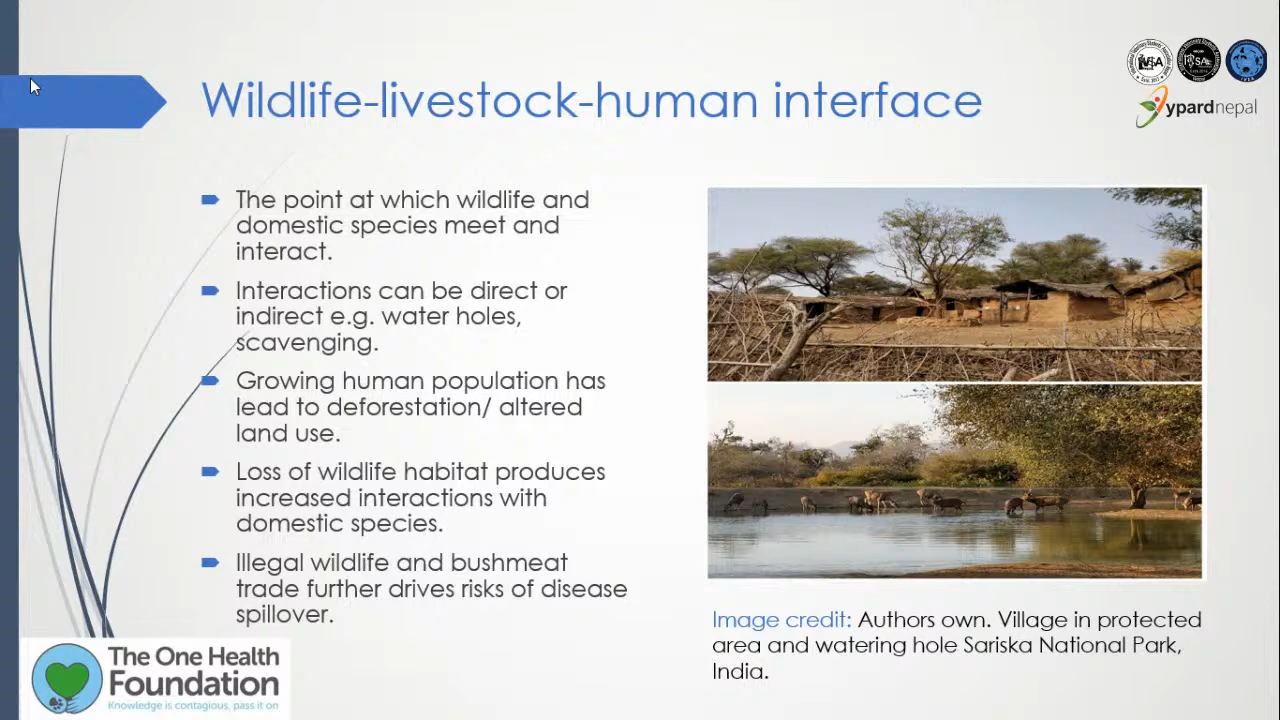 Wildlife-livestock-human interface
The point at which wildlife and
domestic species meet and
interact.
Interactions can be direct or
indirect e.g. water holes,
scavenging.
Growing human population has
lead to deforestation/ altered
land use.
Loss of wildlife habitat produces
increased interactions with
domestic species.
Illegal wildlife and bushmeat
trade further drives risks of disease
spillover.
ypardnepal
Image credit: Authors own. Village in protected
area and watering hole Sariska National Park,
India.
The One Health
Foundation
Knowledge is contagious, pass it on